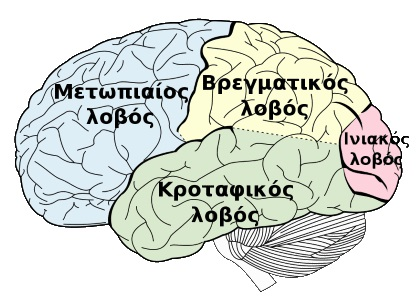 Μετωπιαίος
λοβός
Βρεγματικός
λοβός
Ινιακός
λοβός
Κροταφικός
λοβός